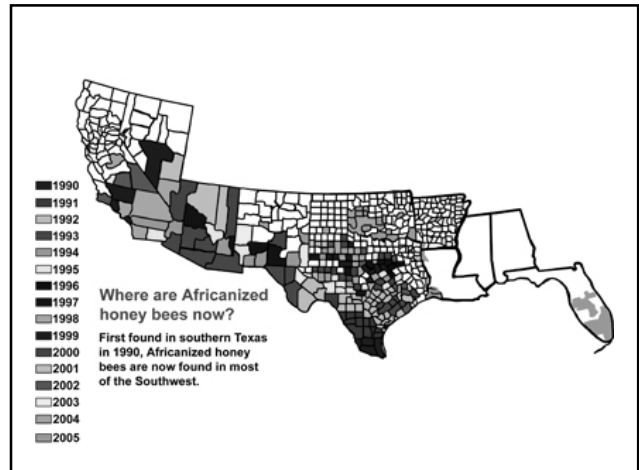 1990
1991
1992
1993
1994
1995
1996
1997
1998
1999
2000
2001
2002
2003
2004
2005
Where are Africanized
honey bees now?
First found in southern Texas
in 1990, Africanized honey
bees are now found in most
of the Southwest.